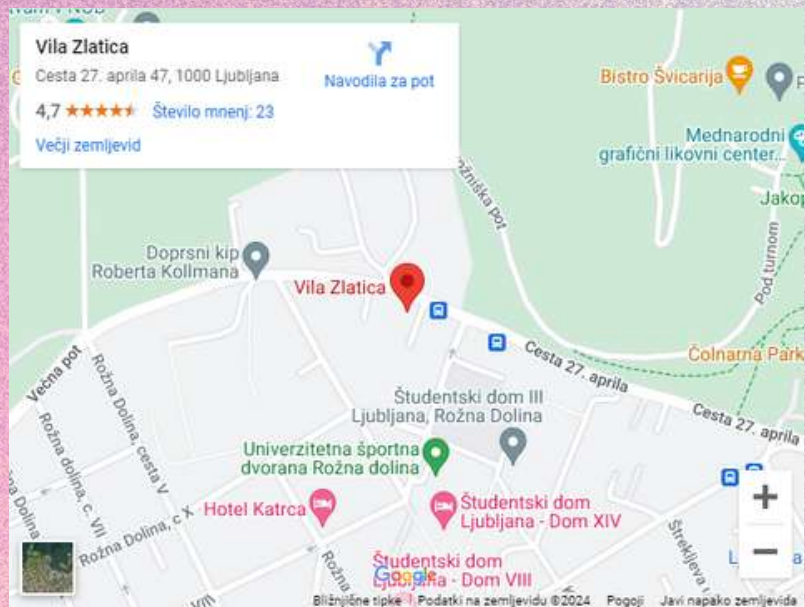 Vila Zlatica
Cesta 27. aprila 47, 1000 Ljubljana
4,7
Število mnenj: 23
Večji zemljevid
Navodila za pot
Bistro Švicarija
Mednarodni
grafični likovni center...
Pod turnom
Doprsni kip
Roberta Kollmana
Vila Zlatica
Večna pot
Cesta 27. aprila
Čolnarna Park
Cesta 27. aprila
Študentski dom III
Ljubljana, Rožna Dolina
Univerzitetna športna
dvorana Rožna dolina
Rožna Dolina, cesta V
Rožna dolina, c. VII
Rožna Dolina, c X
Hotel Katrca
Študentski dom
Ljubljana - Dom XIV
Študentski dom
Ljubljana - Dom VIII
Google
Bližnjične tipke
Podatki na zemljevidu ©2024
Pogoji
Javi napako zemljevida